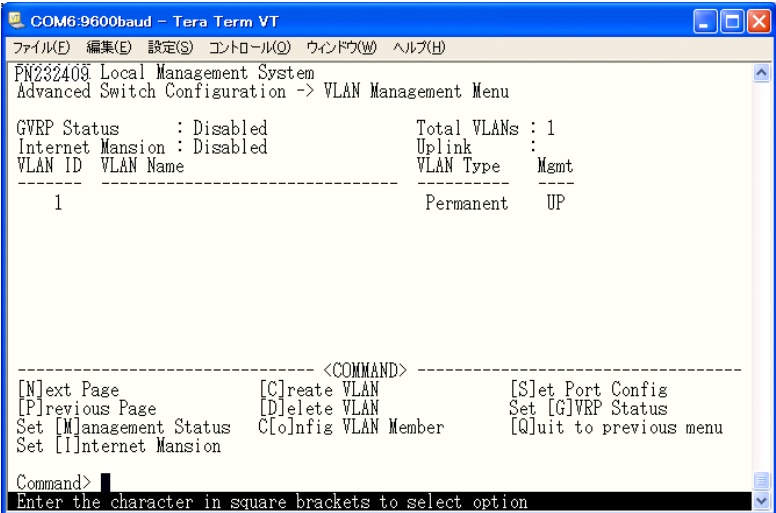 COM6:9600baud - Tera Term VT
ファイル(F) 編集(E) 設定(S) コントロール(O) ウィンドウ(W) ヘルプ(H)
PN232409 Local Management System
Advanced Switch Configuration -> VLAN Management Menu
GVRP Status : Disabled Total VLANs : 1
Internet Mansion : Disabled Uplink :
VLAN ID VLAN Name VLAN Type Mgmt
------- -------------------------------- ---------- ----
1 Permanent UP
-------------------------------- <COMMAND> -----------------------------------
[N]ext Page [C]reate VLAN [S]et Port Config
[P]revious Page [D]elete VLAN Set [G]VRP Status
Set [M]anagement Status C[o]nfig VLAN Member [Q]uit to previous menu
Set [I]nternet Mansion
Command>
Enter the character in square brackets to select option